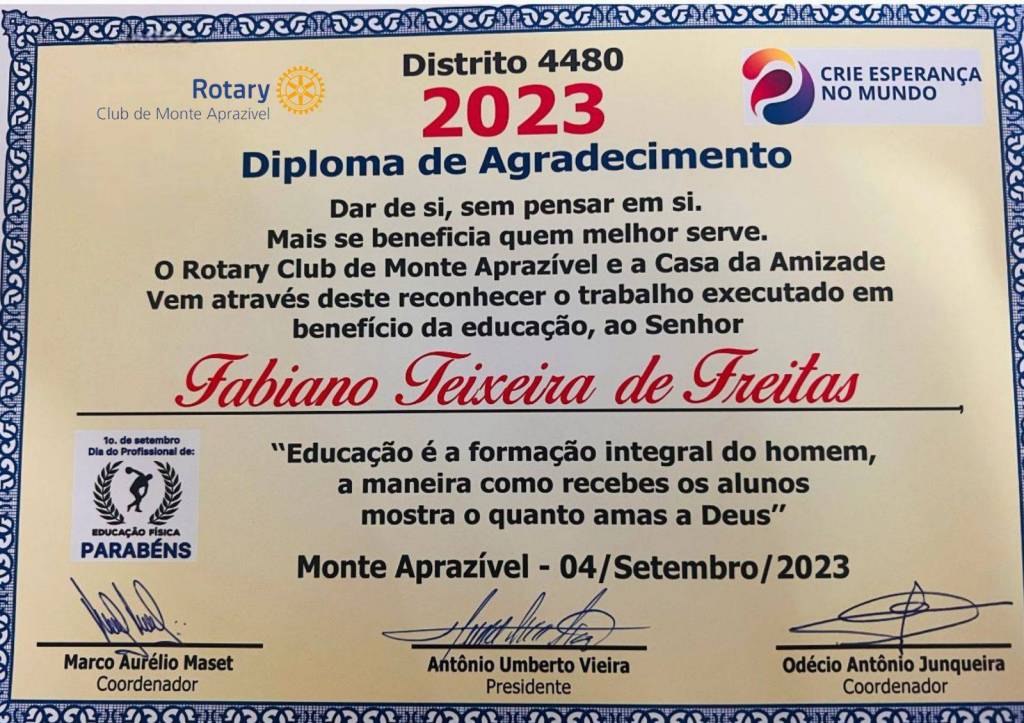 Distrito 4480
Rotary
Club de Monte Aprazível
CRIE ESPERANÇA
NO MUNDO
2023
Diploma de Agradecimento
Dar de si, sem pensar em si.
Mais se beneficia quem melhor serve.
O Rotary Club de Monte Aprazível e a Casa da Amizade
Vem através deste reconhecer o trabalho executado em
benefício da educação, ao Senhor
Fabiano Teixeira de Freitas
1o. de setembro
Dia do Profissional de:
EDUCAÇÃO FÍSICA
PARABÉNS
“Educação é a formação integral do homem,
a maneira como recebes os alunos
mostra o quanto amas a Deus”
Monte Aprazível - 04/Setembro/2023
Marco Aurélio Maset
Coordenador
Antônio Umberto Vieira
Presidente
Odécio Antônio Junqueira
Coordenador